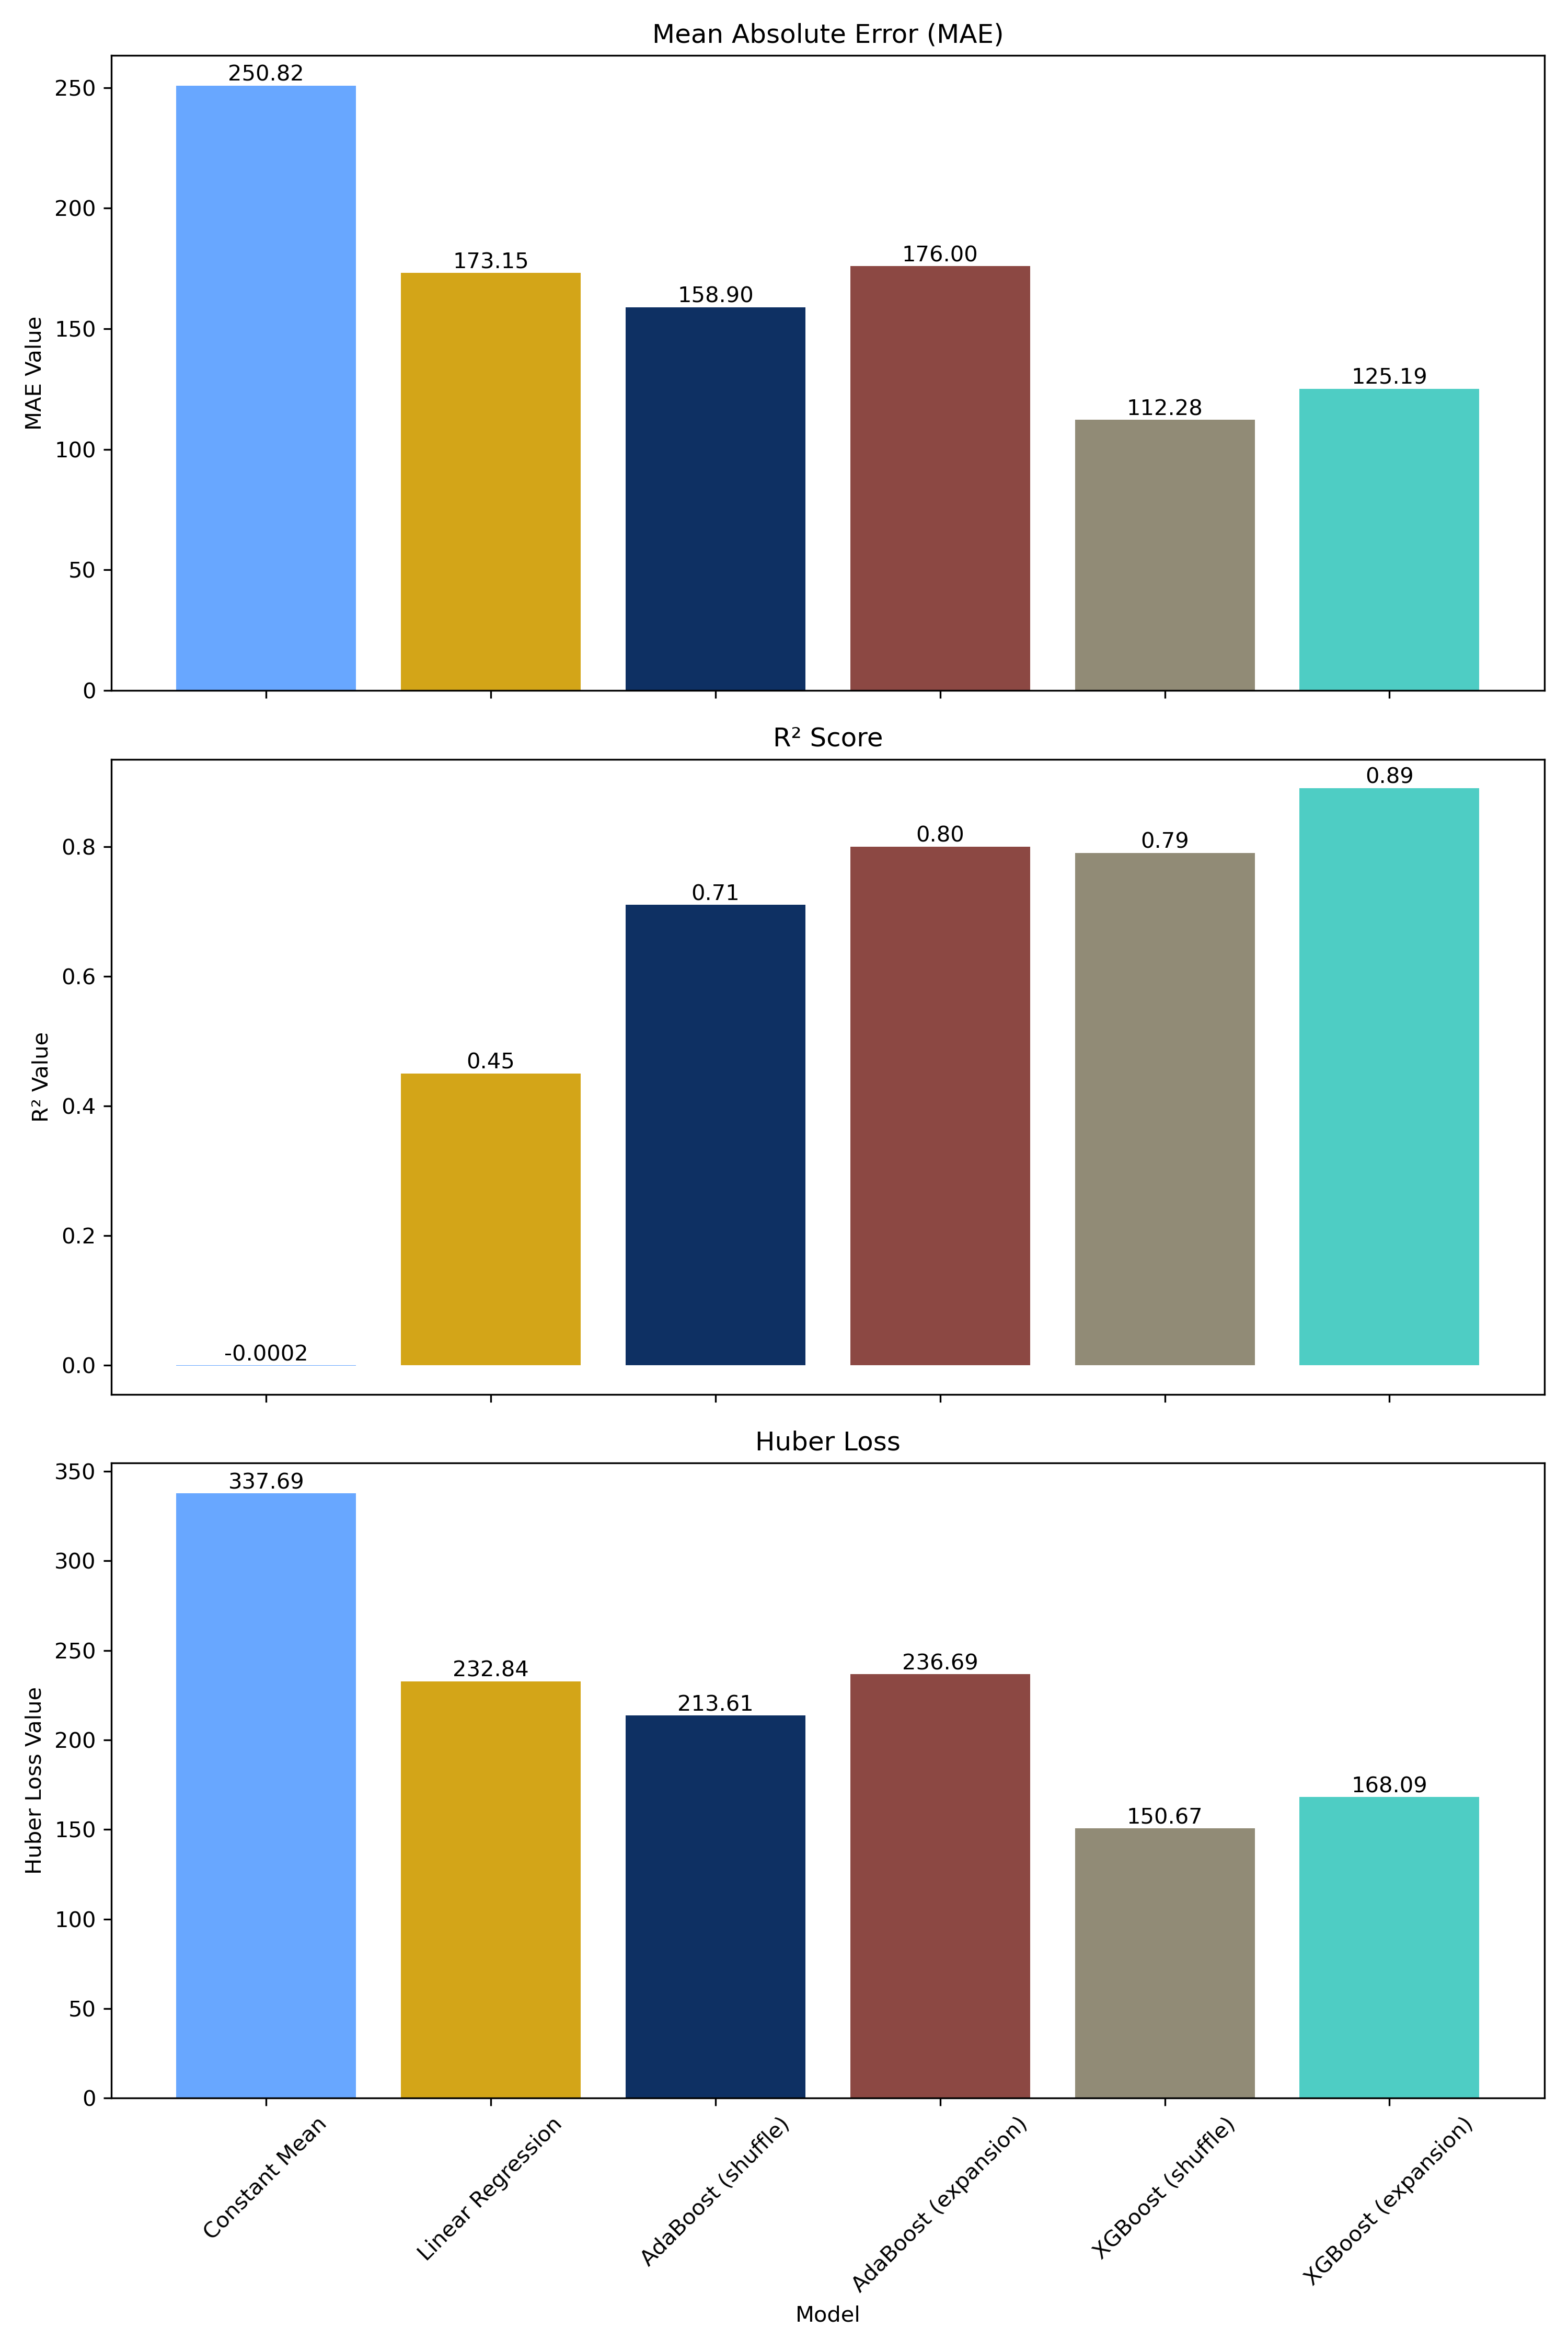 Mean Absolute Error (MAE)
MAE Value
250
200
150
100
50
0
250.82
173.15
158.90
176.00
112.28
125.19
R² Score
R² Value
0.8
0.6
0.4
0.2
0.0
-0.0002
0.45
0.71
0.80
0.79
0.89
Huber Loss
Huber Loss Value
350
300
250
200
150
100
50
0
337.69
232.84
213.61
236.69
150.67
168.09
Constant Mean
Linear Regression
AdaBoost (shuffle)
AdaBoost (expansion)
XGBoost (shuffle)
XGBoost (expansion)
Model